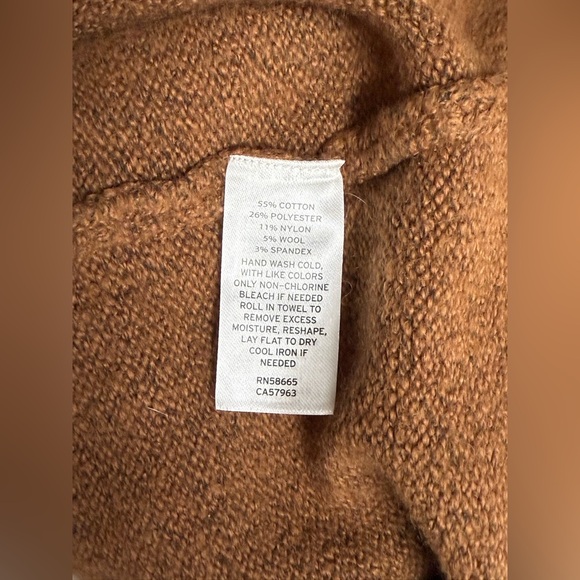 55% COTTON
26% POLYESTER
11% NYLON
5% WOOL
3% SPANDEX
HAND WASH COLD,
WITH LIKE COLORS
ONLY NON-CHLORINE
BLEACH IF NEEDED
ROLL IN TOWEL TO
REMOVE EXCESS
MOISTURE, RESHAPE,
LAY FLAT TO DRY
COOL IRON IF
NEEDED
RN58665
CA57963